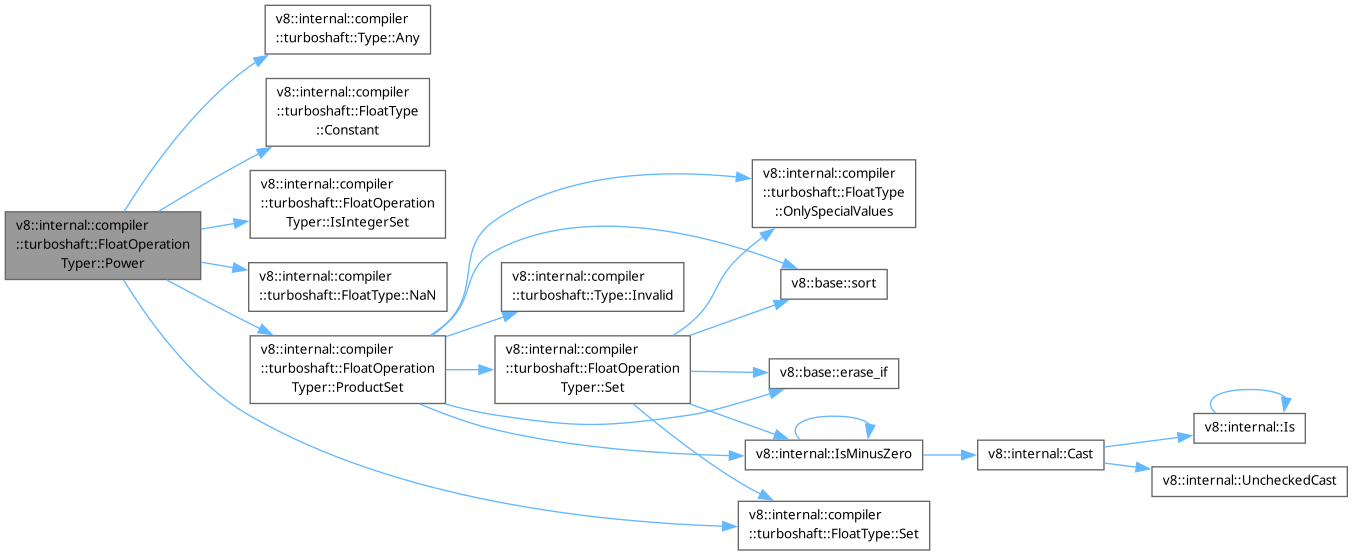 v8::internal::compiler
::turboshaft::FloatOperation
Typer::Power
v8::internal::compiler
::turboshaft::Type::Any
v8::internal::compiler
::turboshaft::FloatType
::Constant
v8::internal::compiler
::turboshaft::FloatOperation
Typer::IsIntegerSet
v8::internal::compiler
::turboshaft::FloatType::NaN
v8::internal::compiler
::turboshaft::FloatOperation
Typer::ProductSet
v8::internal::compiler
::turboshaft::Type::Invalid
v8::internal::compiler
::turboshaft::FloatOperation
Typer::Set
v8::internal::compiler
::turboshaft::FloatType
::OnlySpecialValues
v8::base::sort
v8::base::erase_if
v8::internal::IsMinusZero
v8::internal::compiler
::turboshaft::FloatType::Set
v8::internal::Cast
v8::internal::Is
v8::internal::UncheckedCast